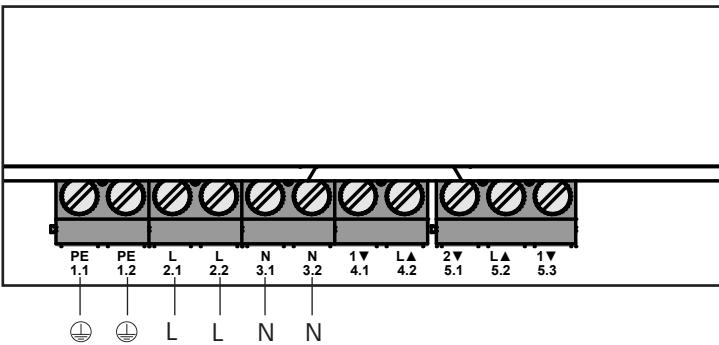 PE PE L L N N 1▼ L▲ 2▼ L▲ 1▼
1.1 1.2 2.1 2.2 3.1 3.2 4.1 4.2 5.1 5.2 5.3
L L N N